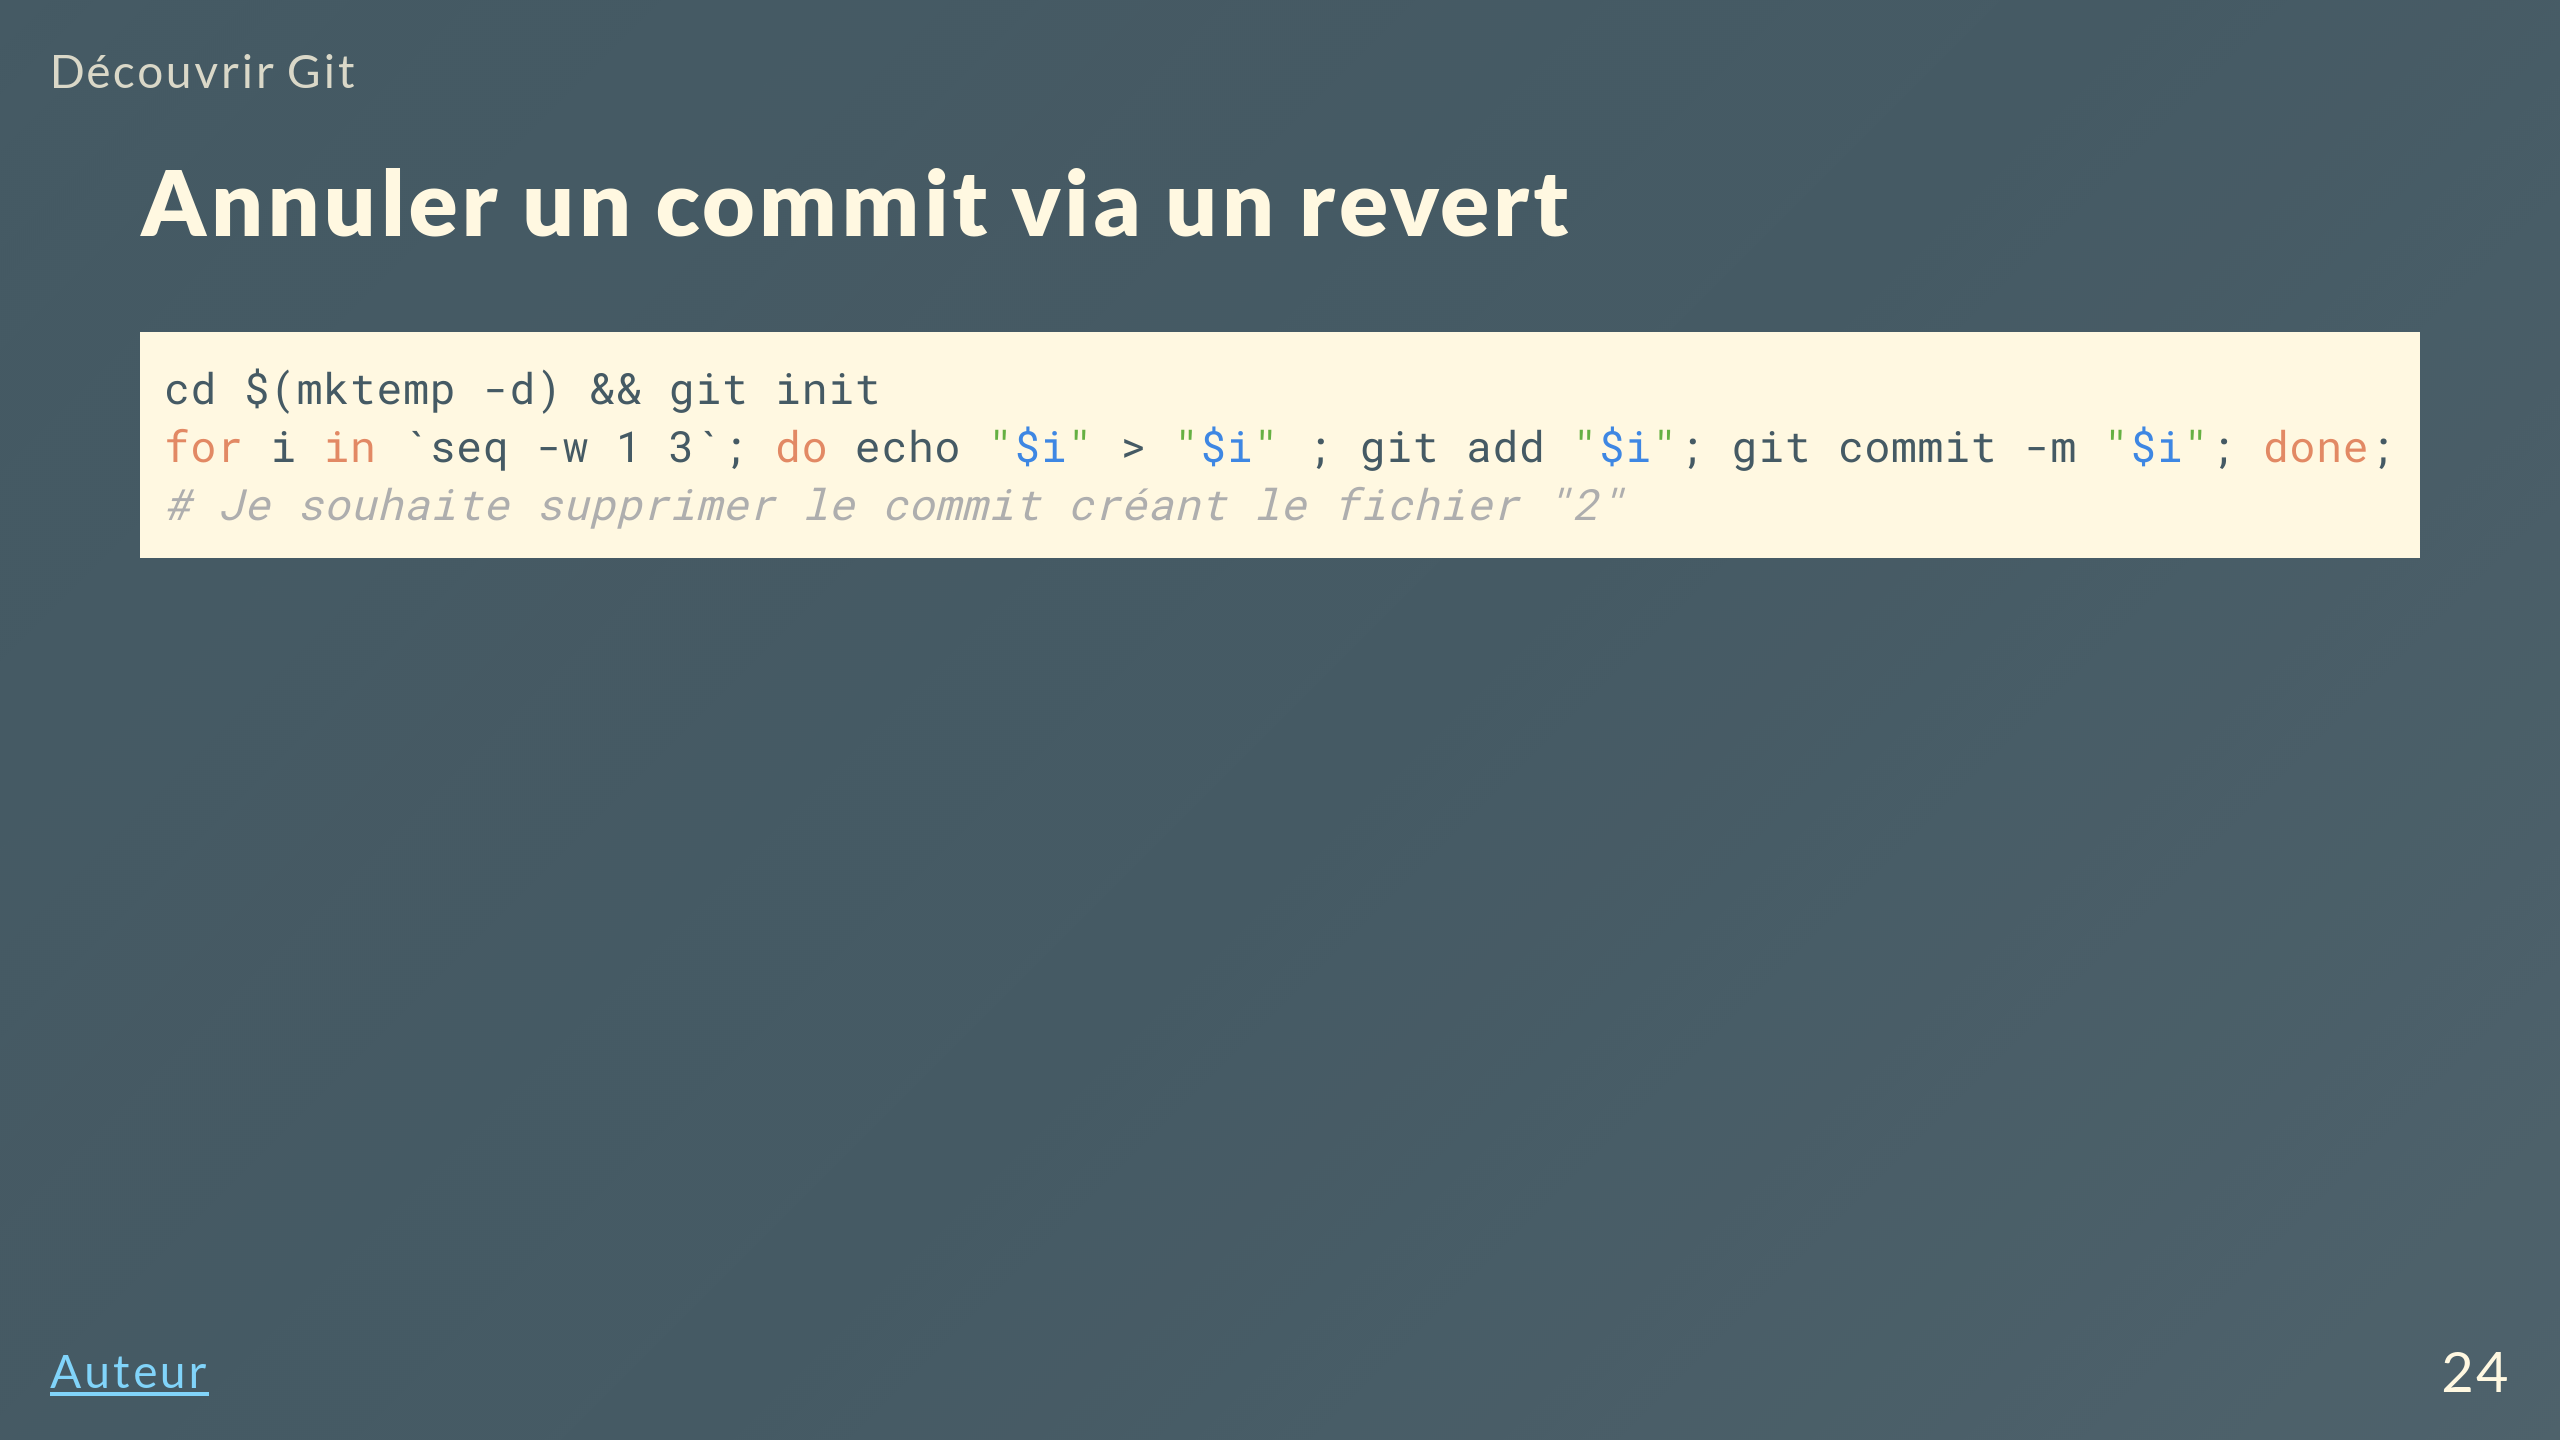 Découvrir Git
Annuler un commit via un revert
cd $(mktemp -d) && git init
for i in `seq -w 1 3`; do echo "$i" > "$i" ; git add "$i"; git commit -m "$i"; done;
# Je souhaite supprimer le commit créant le fichier "2"
Auteur
24